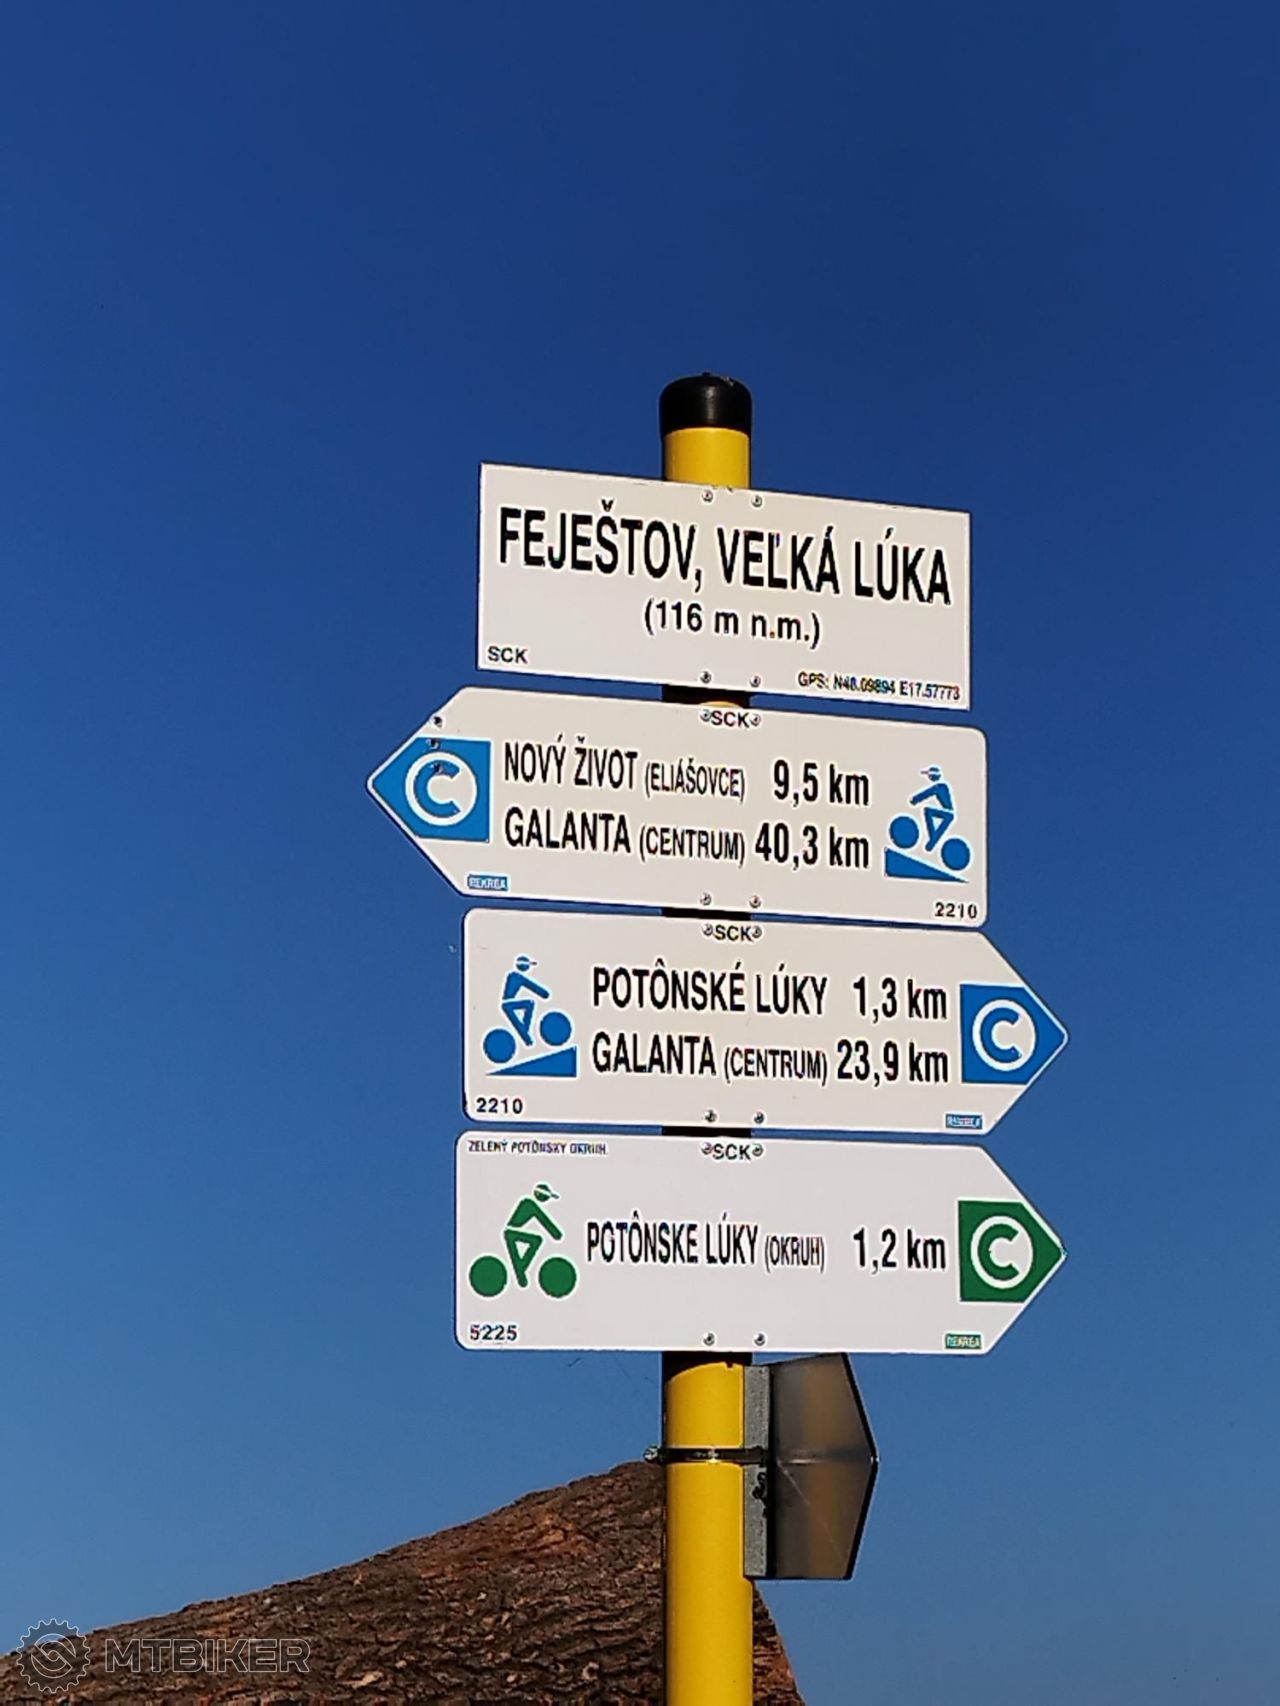 FEJEŠTOV, VEĽKÁ LÚKA
(116 m n.m.)
SCK
GPS: N48.09894 E17.57773
SCK
C
NOVÝ ŽIVOT (ELIÁŠOVCE) 9,5 km
GALANTA (CENTRUM) 40,3 km
REKREA
2210
SCK
POTÔNSKÉ LÚKY 1,3 km
GALANTA (CENTRUM) 23,9 km
C
2210
ZELENÝ POTÔNSKY OKRUH
SCK
POTÔNSKE LÚKY (OKRUH) 1,2 km
C
5225
REKREA
MTBIKER